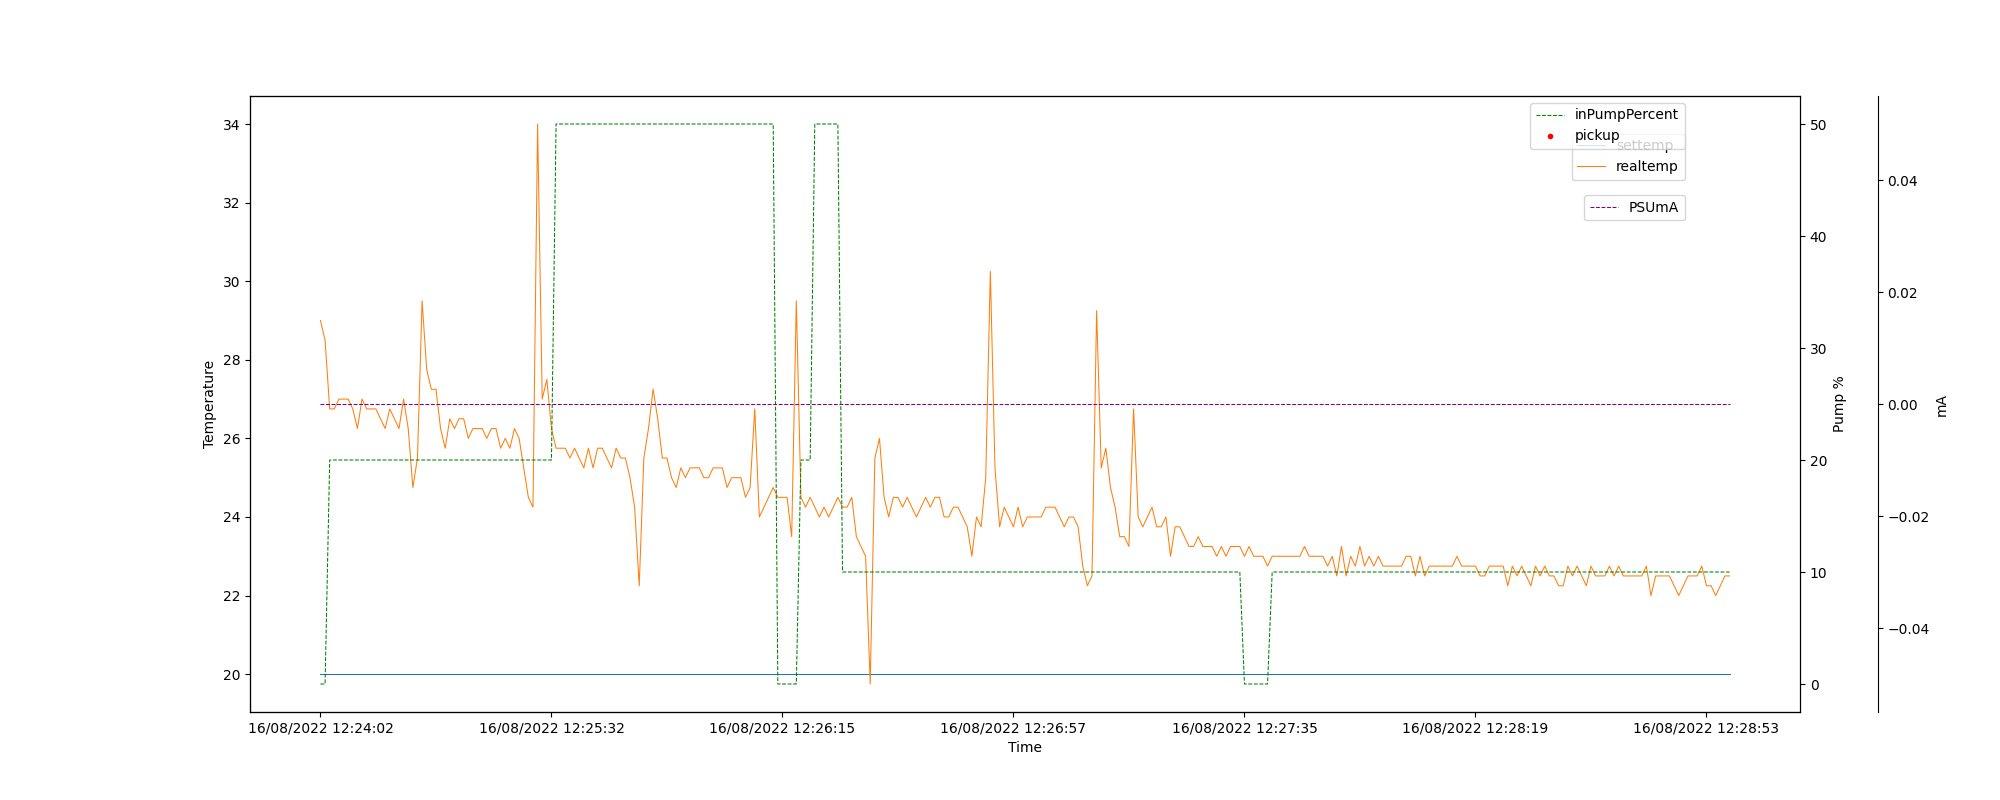 inPumpPercent
pickup
settemp
realtemp
PSUmA
34
32
30
28
26
24
22
20
Temperature
50
40
30
20
10
0
Pump %
0.04
0.02
0.00
−0.02
−0.04
mA
16/08/2022 12:24:02
16/08/2022 12:25:32
16/08/2022 12:26:15
16/08/2022 12:26:57
16/08/2022 12:27:35
16/08/2022 12:28:19
16/08/2022 12:28:53
Time